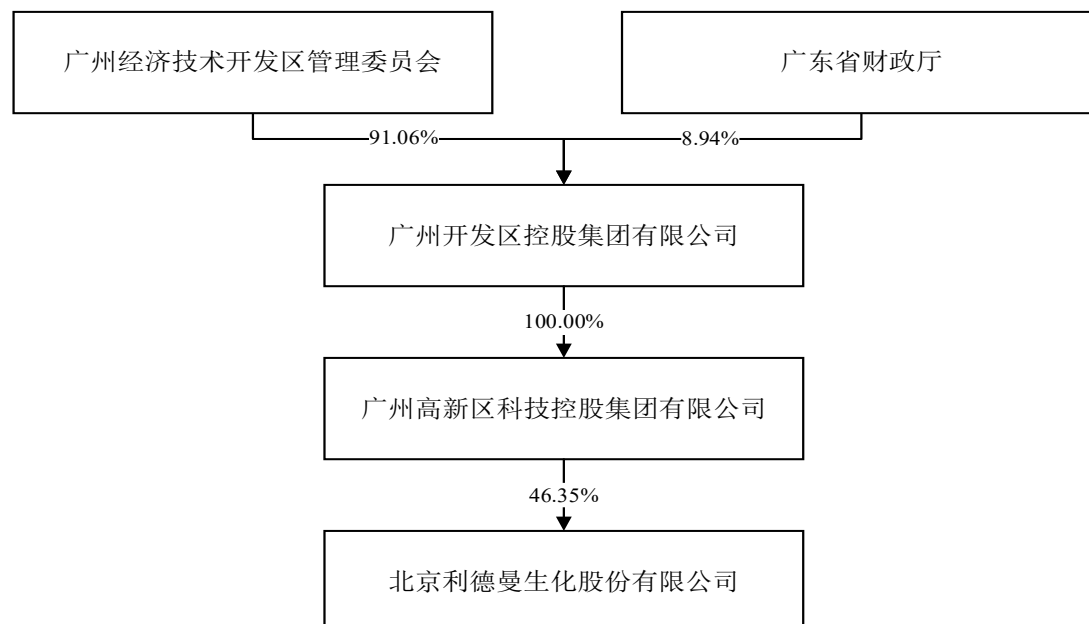 广州经济技术开发区管理委员会
广东省财政厅
91.06%
8.94%
广州开发区控股集团有限公司
100.00%
广州高新区科技控股集团有限公司
46.35%
北京利德曼生化股份有限公司